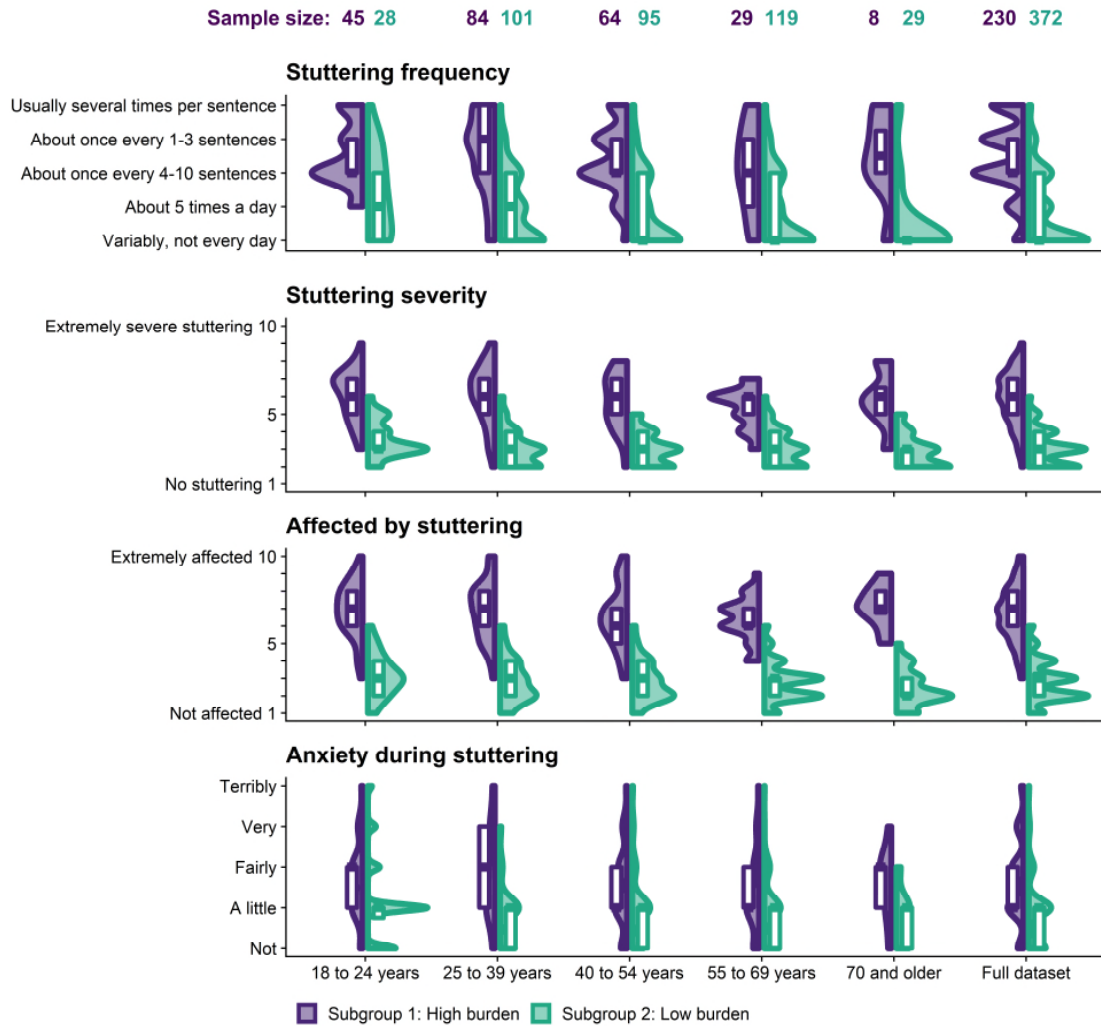 Sample size: 45 28 84 101 64 95 29 119 8 29 230 372
Stuttering frequency
Usually several times per sentence
About once every 1-3 sentences
About once every 4-10 sentences
About 5 times a day
Variably, not every day
Stuttering severity
Extremely severe stuttering 10
5
No stuttering 1
Affected by stuttering
Extremely affected 10
5
Not affected 1
Anxiety during stuttering
Terribly
Very
Fairly
A little
Not
18 to 24 years 25 to 39 years 40 to 54 years 55 to 69 years 70 and older Full dataset
Subgroup 1: High burden Subgroup 2: Low burden